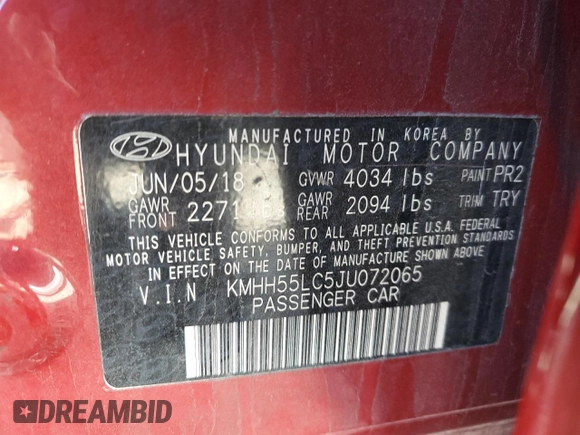 MANUFACTURED IN KOREA BY
HYUNDAI MOTOR COMPANY
JUN/05/18 GVWR 4034 lbs PAINT PR2
GAWR FRONT 2271 GAWR REAR 2094 lbs TRIM TRY
THIS VEHICLE CONFORMS TO ALL APPLICABLE U.S.A. FEDERAL
MOTOR VEHICLE SAFETY, BUMPER, AND THEFT PREVENTION STANDARDS
IN EFFECT ON THE DATE OF MANUFACTURE SHOWN ABOVE
V.I.N KMHH55LC5JU072065
PASSENGER CAR
DREAMBID